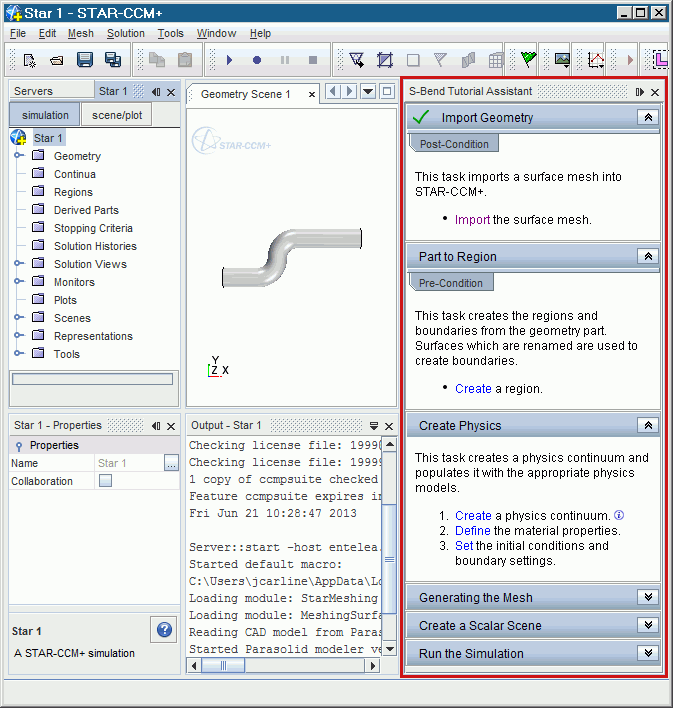 Star 1 - STAR-CCM+
File Edit Mesh Solution Tools Window Help
Servers Star 1
simulation scene/plot
Star 1
Geometry
Continua
Regions
Derived Parts
Stopping Criteria
Solution Histories
Solution Views
Monitors
Plots
Scenes
Representations
Tools
Star 1 - Properties
Properties
Name Star 1 ...
Collaboration
Star 1
A STAR-CCM+ simulation
Geometry Scene 1
STAR-CCM+
Y
Z X
Output - Star 1
Checking license file: 1999
Checking license file: 1999
1 copy of ccmpsuite checked
Feature ccmpsuite expires in
Fri Jun 21 10:28:47 2013
Server::start -host entelea.
Started default macro:
C:\Users\jcarline\AppData\Lo
Loading module: StarMeshing
Loading module: MeshingSurf
Reading CAD model from Paras
Started Parasolid modeler ve
S-Bend Tutorial Assistant
Import Geometry
Post-Condition
This task imports a surface mesh into
STAR-CCM+.
• Import the surface mesh.
Part to Region
Pre-Condition
This task creates the regions and
boundaries from the geometry part.
Surfaces which are renamed are used to
create boundaries.
• Create a region.
Create Physics
This task creates a physics continuum and
populates it with the appropriate physics
models.
1. Create a physics continuum.
2. Define the material properties.
3. Set the initial conditions and
boundary settings.
Generating the Mesh
Create a Scalar Scene
Run the Simulation